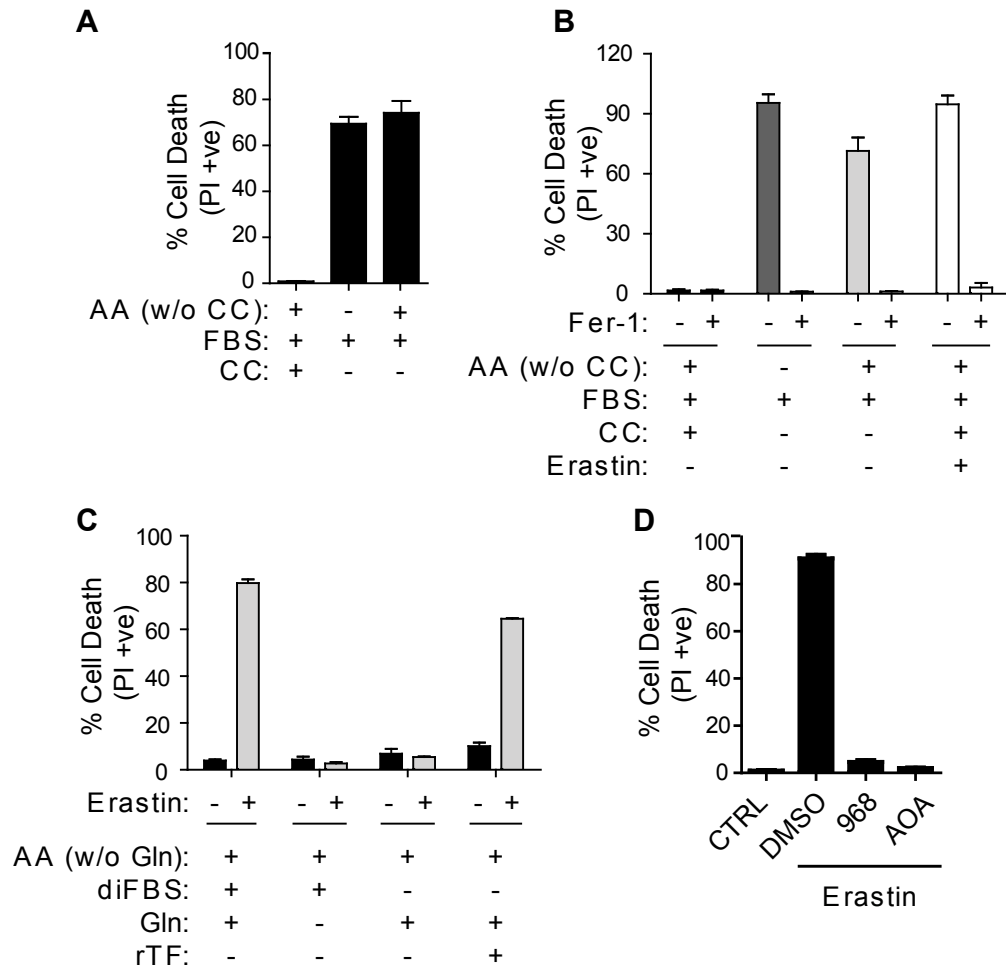 A
% Cell Death
(PI +ve)
100
80
60
40
20
0
AA (w/o CC): + - +
FBS: + + +
CC: + - -
B
% Cell Death
(PI +ve)
120
90
60
30
0
Fer-1: - + - + - + - +
AA (w/o CC): + - + +
FBS: + + + +
CC: + - - +
Erastin: - - - +
C
% Cell Death
(PI +ve)
100
80
60
40
20
0
Erastin: - + - + - + - +
AA (w/o Gln): + + + +
diFBS: + + - -
Gln: + - + +
rTF: - - - +
D
% Cell Death
(PI +ve)
100
80
60
40
20
0
CTRL DMSO 968 AOA
Erastin